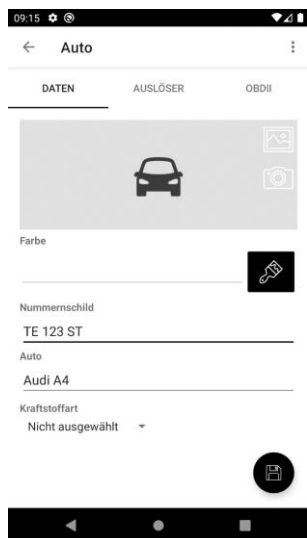 09:15
Auto
DATEN AUSLÖSER OBDII
Farbe
Nummernschild
TE 123 ST
Auto
Audi A4
Kraftstoffart
Nicht ausgewählt